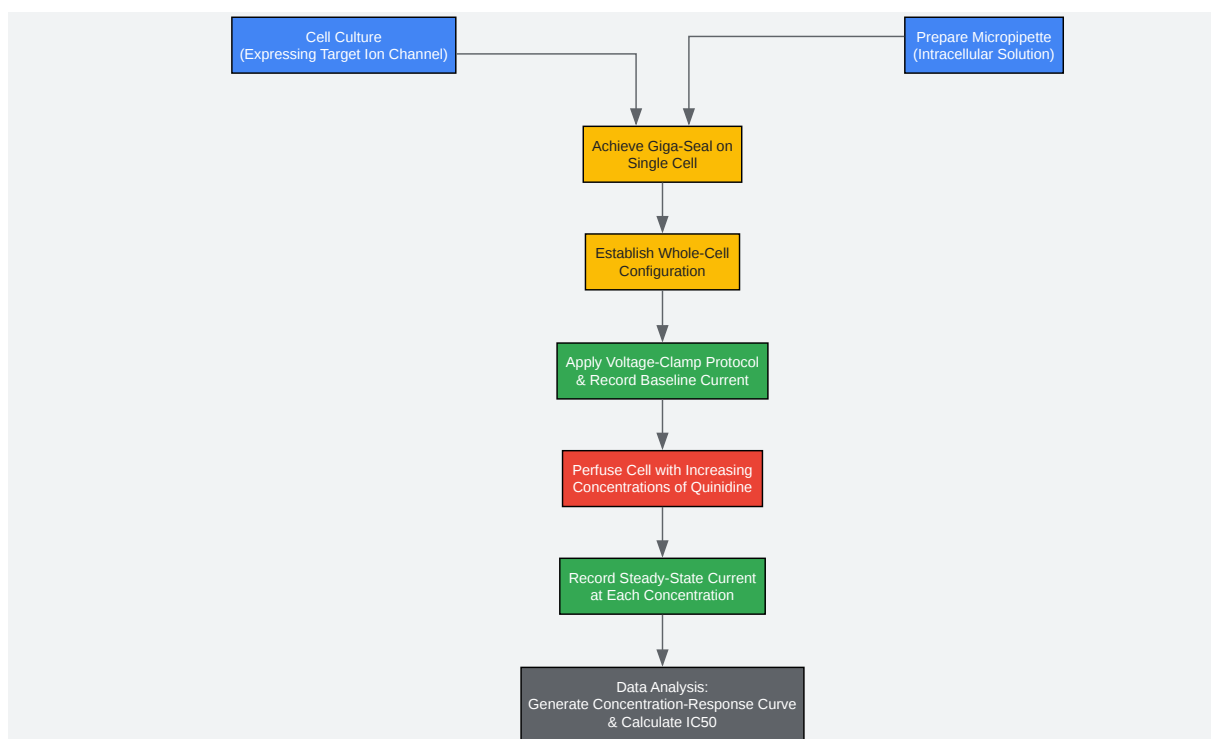 Cell Culture
(Expressing Target Ion Channel)
Prepare Micropipette
(Intracellular Solution)
Achieve Giga-Seal on
Single Cell
Establish Whole-Cell
Configuration
Apply Voltage-Clamp Protocol
& Record Baseline Current
Perfuse Cell with Increasing
Concentrations of Quinidine
Record Steady-State Current
at Each Concentration
Data Analysis:
Generate Concentration-Response Curve
& Calculate IC50